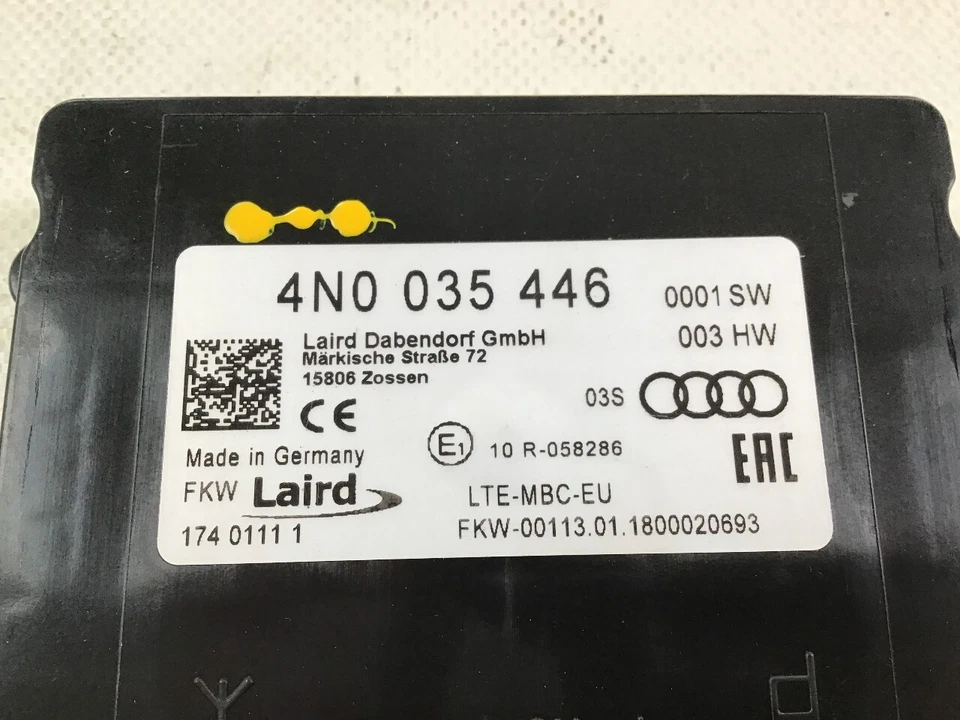 4N0 035 446
0001 SW
003 HW
Laird Dabendorf GmbH
Märkische Straße 72
15806 Zossen
03S
CE
E1
10 R-058286
EAC
Made in Germany
FKW Laird
LTE-MBC-EU
174 0111 1
FKW-00113.01.1800020693
d